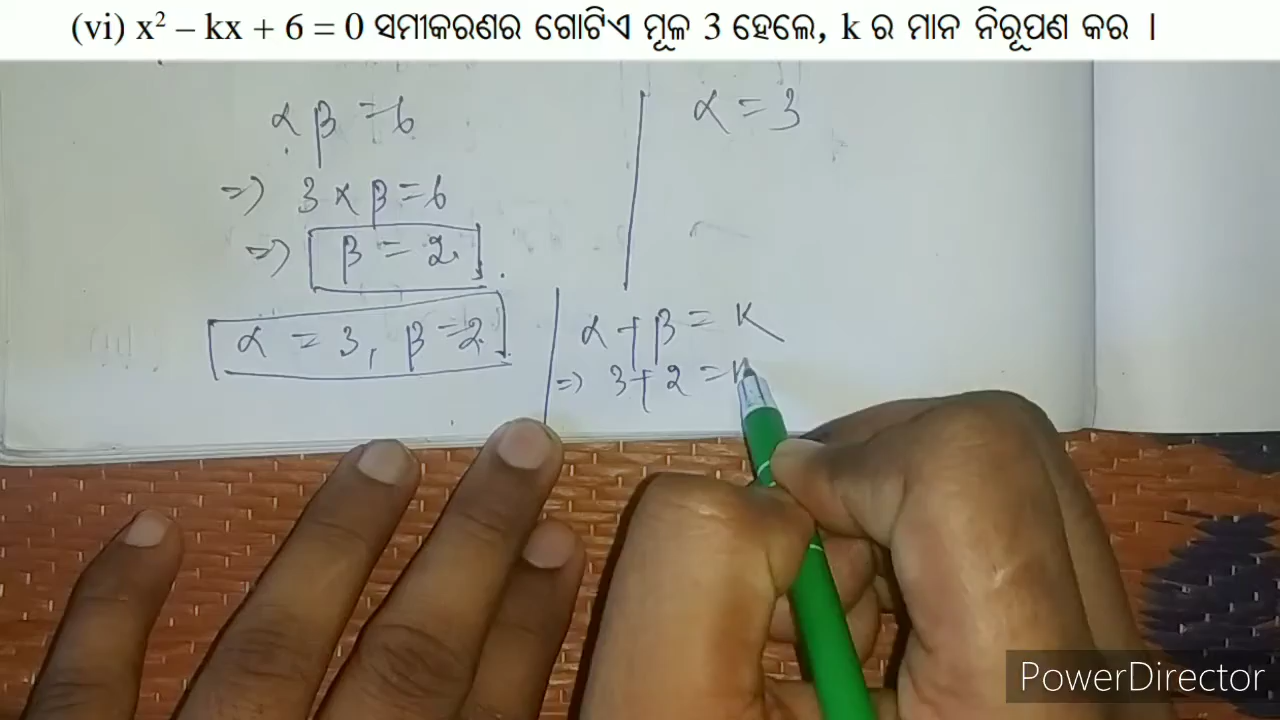 (vi) x² – kx + 6 = 0 ସମୀକରଣର ଗୋଟିଏ ମୂଳ 3 ହେଲେ, k ର ମାନ ନିରୂପଣ କର ।
α β = 6
α = 3
=) 3 × β = 6
=) β = 2.
α = 3, β = 2.
α + β = K
=) 3 + 2 = K
PowerDirector